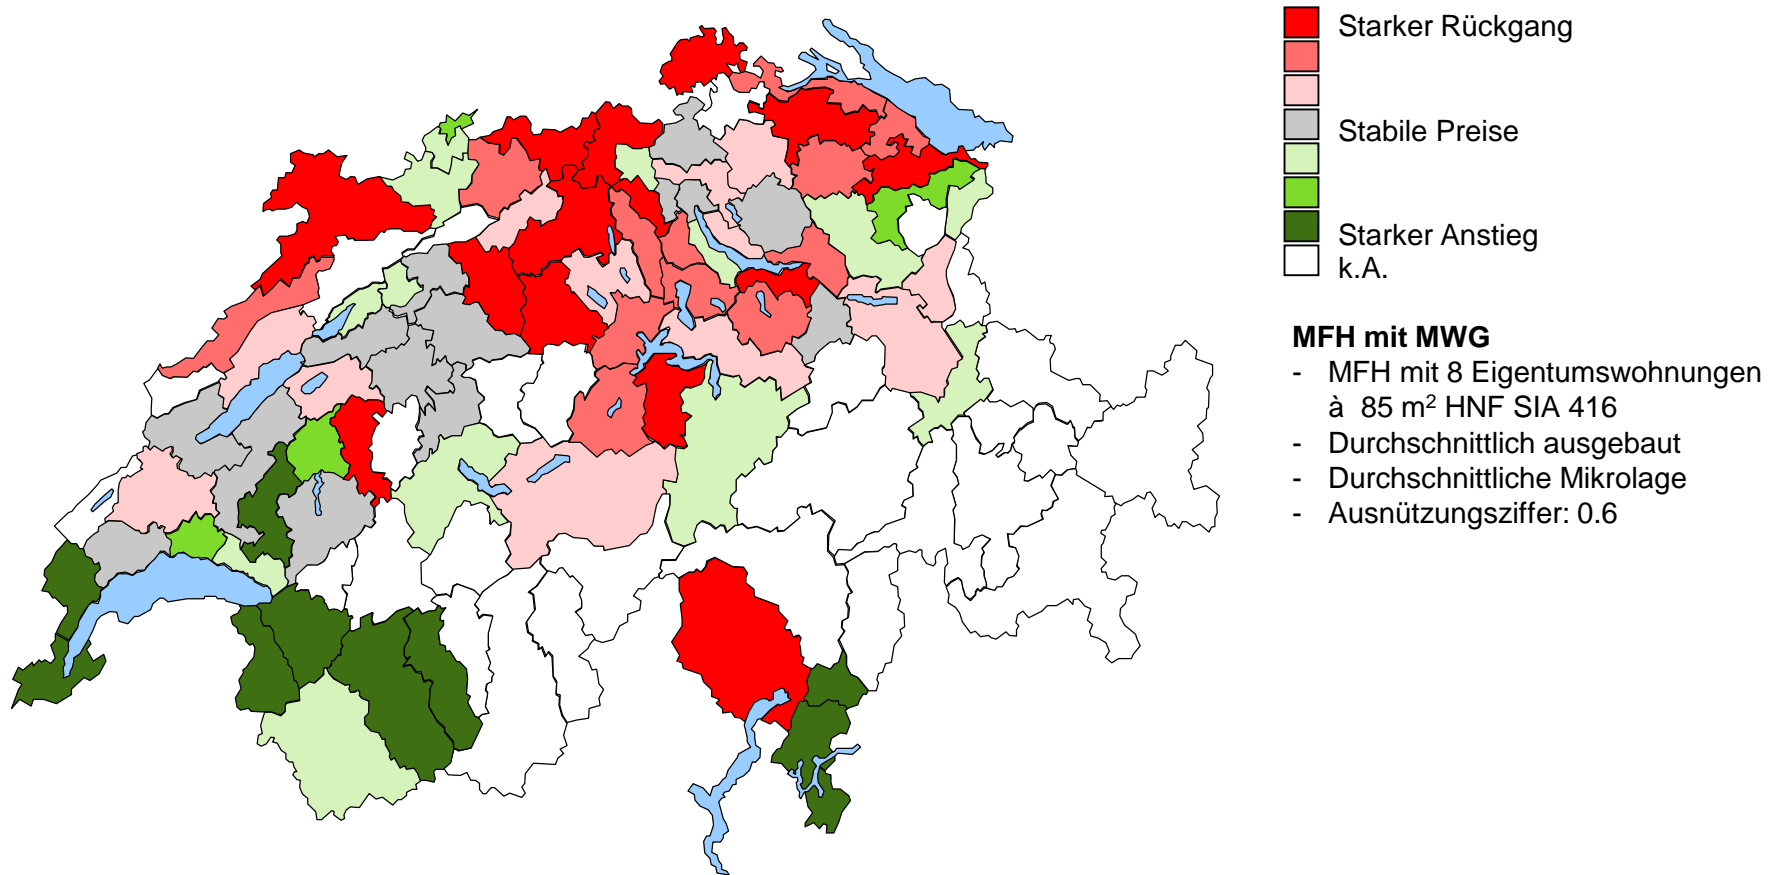 Starker Rückgang
Stabile Preise
Starker Anstieg
k.A.
MFH mit MWG
- MFH mit 8 Eigentumswohnungen
à 85 m² HNF SIA 416
- Durchschnittlich ausgebaut
- Durchschnittliche Mikrolage
- Ausnützungsziffer: 0.6